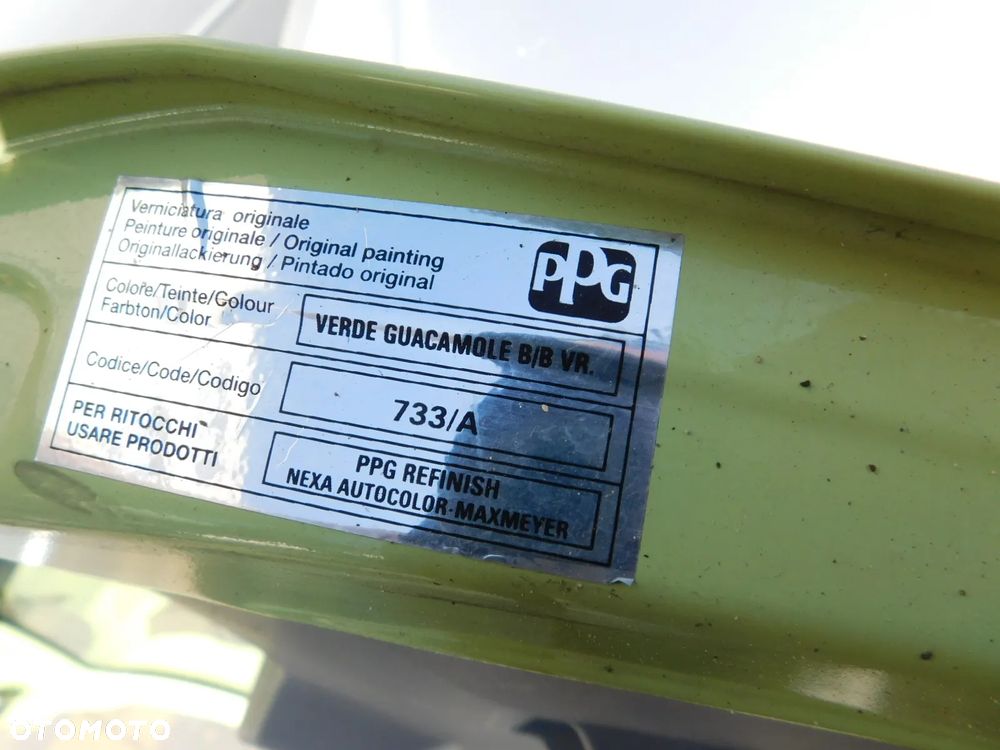 Verniciatura originale
Peinture originale / Original painting
Originallackierung / Pintado original
PPG
Colore/Teinte/Colour
Farbton/Color
VERDE GUACAMOLE B/B VR.
Codice/Code/Codigo
733/A
PER RITOCCHI
USARE PRODOTTI
PPG REFINISH
NEXA AUTOCOLOR-MAXMEYER
OTOMOTO